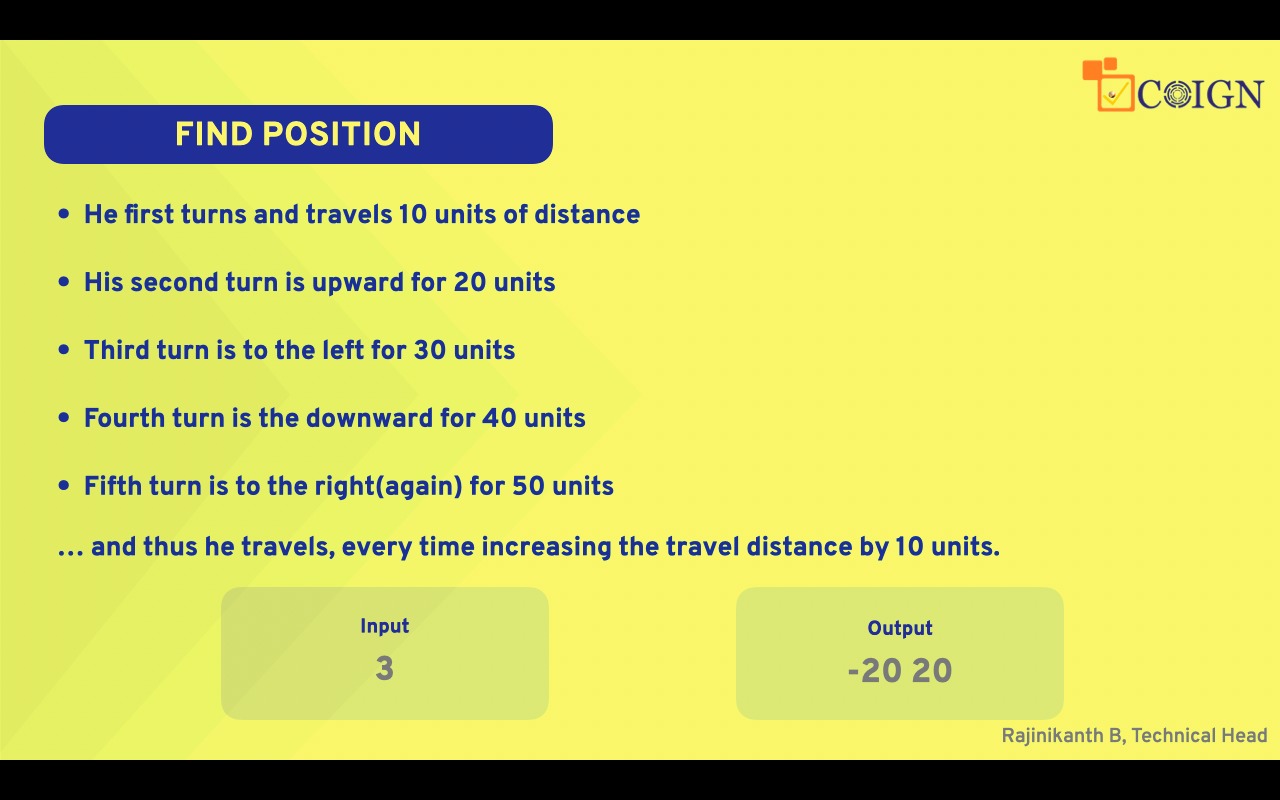 COIGN
FIND POSITION
• He first turns and travels 10 units of distance
• His second turn is upward for 20 units
• Third turn is to the left for 30 units
• Fourth turn is the downward for 40 units
• Fifth turn is to the right(again) for 50 units
... and thus he travels, every time increasing the travel distance by 10 units.
Input
3
Output
-20 20
Rajinikanth B, Technical Head